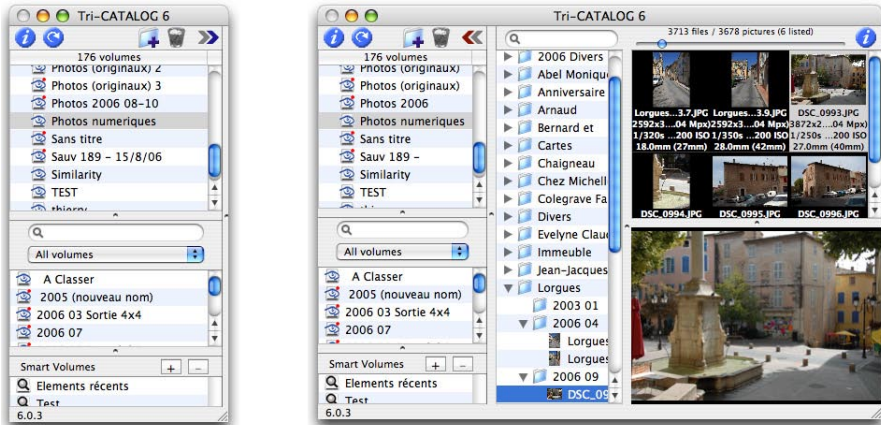 Tri-CATALOG 6
176 volumes
Photos (originaux) 2
Photos (originaux) 3
Photos 2006 08-10
Photos numeriques
Sans titre
Sauv 189 - 15/8/06
Similarity
TEST
thierry
All volumes
A Classer
2005 (nouveau nom)
2006 03 Sortie 4x4
2006 07
Smart Volumes + -
Elements récents
Test
6.0.3
Tri-CATALOG 6
176 volumes
Photos (originaux)
Photos (originaux)
Photos 2006
Photos numeriques
Sans titre
Sauv 189 -
Similarity
TEST
All volumes
A Classer
2005 (nouveau nom)
2006 03 Sortie 4x4
2006 07
Smart Volumes + -
Elements récents
Test
6.0.3
2006 Divers
Abel Moniqu
Anniversaire
Arnaud
Bernard et
Cartes
Chaigneau
Chez Michell
Colegrave Fa
Divers
Evelyne Clau
Immeuble
Jean-Jacques
Lorgues
2003 01
2006 04
Lorgues
Lorgues
2006 09
DSC_09
3713 files / 3678 pictures (6 listed)
Lorgues...3.7.JPG
2592x3....04 Mpx)
1/320s ...200 ISO
18.0mm (27mm)
Lorgues...3.9.JPG
2592x3....04 Mpx)
1/350s ...200 ISO
28.0mm (42mm)
DSC_0993.JPG
3872x2....04 Mpx)
1/250s ...200 ISO
27.0mm (40mm)
DSC_0994.JPG
DSC_0995.JPG
DSC_0996.JPG